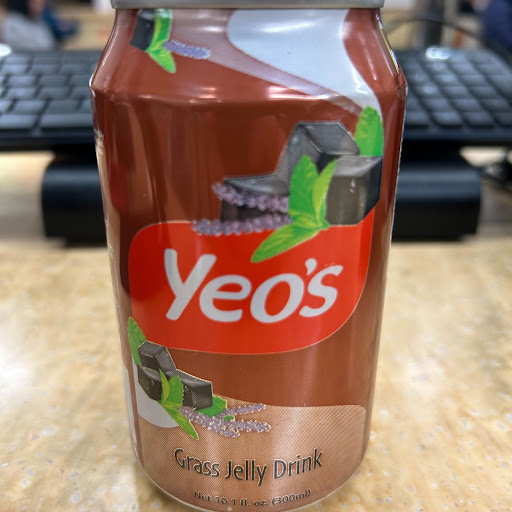 Yeo's
Grass Jelly Drink
Net 10.1 fl. oz. (300ml)